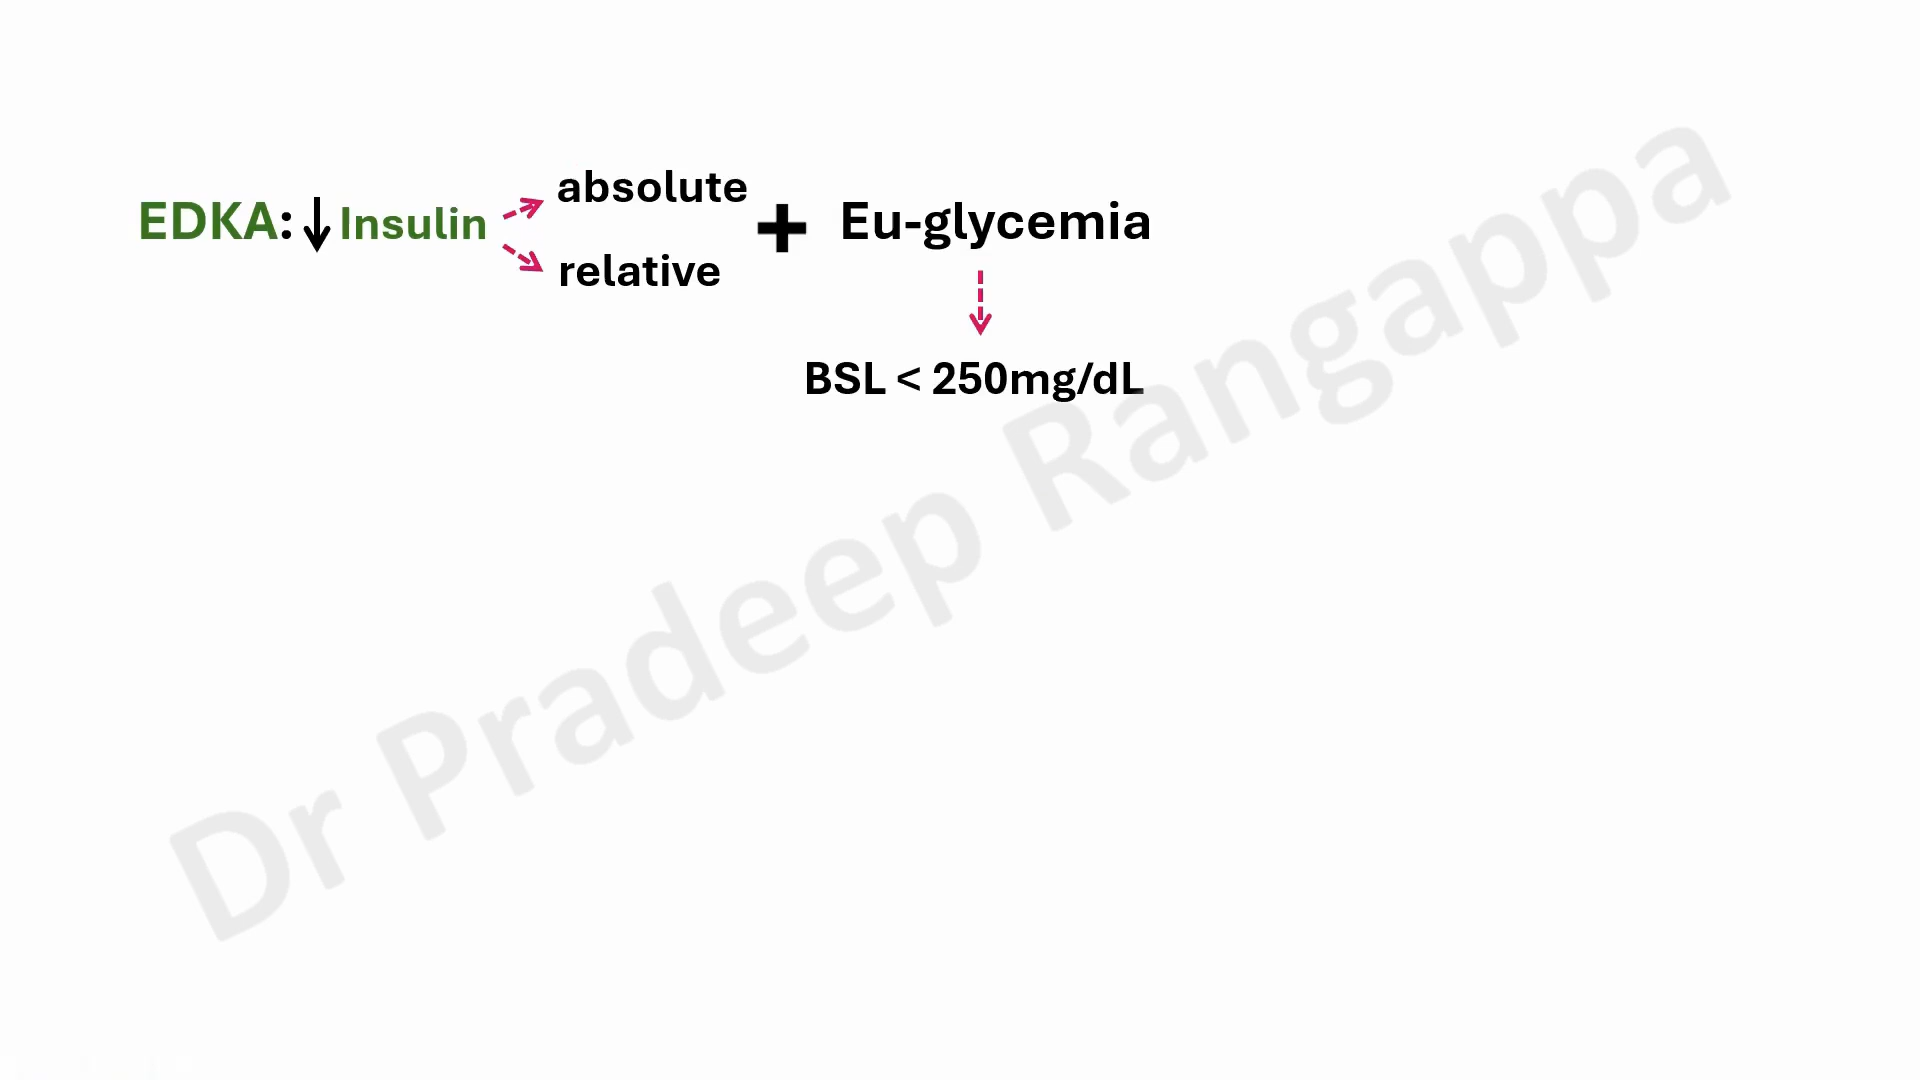 absolute
EDKA: ↓ Insulin + Eu-glycemia
relative
BSL < 250mg/dL
Dr Pradeep Rangappa